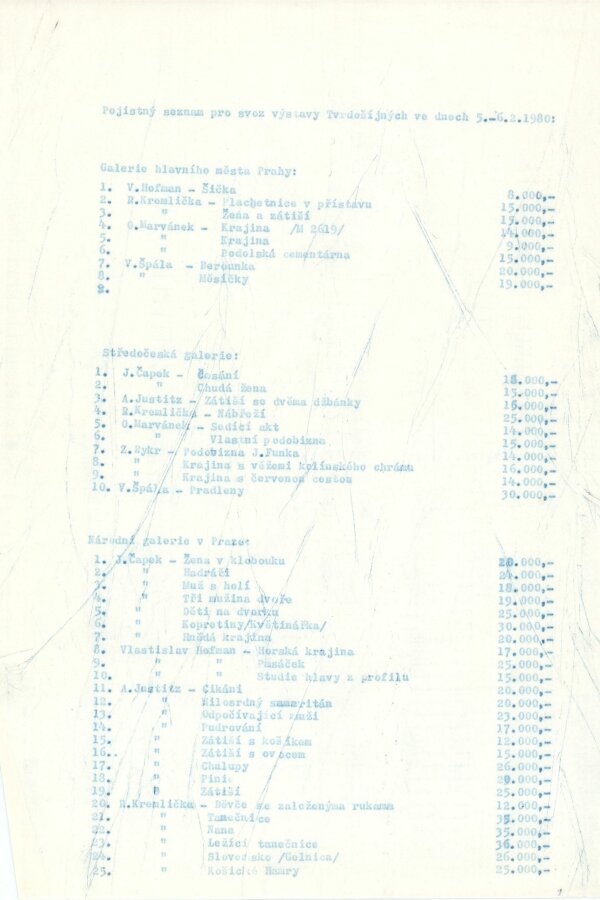 Pojistný seznam pro svoz výstavy Tvrdošíjných ve dnech 5.-6.2.1980:
Galerie hlavního města Prahy:
1. V.Hofman - Šička 8.000,-
2. R.Kremlička - Plachetnice v přístavu 15.000,-
3. " Žena a zátiší 15.000,-
4. O.Marvánek - Krajina /M 2619/ 14.000,-
5. " Krajina 9.000,-
6. " Podolská cementárna 15.000,-
7. V.Špála - Berounka 20.000,-
8. " Měsíčky 19.000,-
9.
Středočeská galerie:
1. J.Čapek - Česání 18.000,-
2. " Chudá žena 15.000,-
3. A.Justitz - Zátiší se dvěma džbánky 16.000,-
4. R.Kremlička - Nábřeží 25.000,-
5. O.Marvánek - Sedící akt 14.000,-
6. " Vlastní podobizna 15.000,-
7. Z.Rykr - Podobizna J.Funka 14.000,-
8. " Krajina s věžemi kolínského chrámu 16.000,-
9. " Krajina s červenou cestou 14.000,-
10. V.Špála - Pradleny 30.000,-
Národní galerie v Praze:
1. J.Čapek - Žena v klobouku 20.000,-
2. " Hadráři 24.000,-
3. " Muž s holí 18.000,-
4. " Tři mužina dvoře 19.000,-
5. " Děti na dvorku 25.000,-
6. " Kopretiny/Květinářka/ 30.000,-
7. " Hnědá krajina 20.000,-
8. Vlastislav Hofman - Horská krajina 17.000,-
9. " " Pasáček 25.000,-
10. " " Studie hlavy z profilu 15.000,-
11. A.Justitz - Cikáni 20.000,-
12. " Milosrdný samaritán 20.000,-
13. " Odpočívající muži 23.000,-
14. " Pudrování 17.000,-
15. " Zátiší s košíkem 12.000,-
16. " Zátiší s ovocem 15.000,-
17. " Chalupy 26.000,-
18. " Pinie 20.000,-
19. " Zátiší 25.000,-
20. R.Kremlička - Děvče se založenýma rukama 12.000,-
21. " Tanečnice 35.000,-
22. " Nana 35.000,-
23. " Ležící tanečnice 36.000,-
24. " Slovensko /Gelnica/ 26.000,-
25. " Košické Hamry 25.000,-